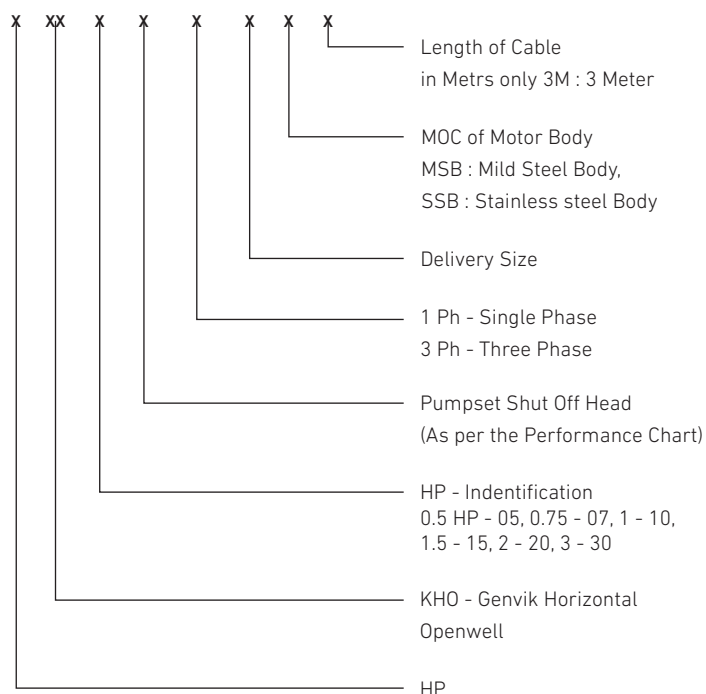 X XX X X X X X X
Length of Cable
in Metrs only 3M : 3 Meter
MOC of Motor Body
MSB : Mild Steel Body,
SSB : Stainless steel Body
Delivery Size
1 Ph - Single Phase
3 Ph - Three Phase
Pumpset Shut Off Head
(As per the Performance Chart)
HP - Indentification
0.5 HP - 05, 0.75 - 07, 1 - 10,
1.5 - 15, 2 - 20, 3 - 30
KHO - Genvik Horizontal
Openwell
HP